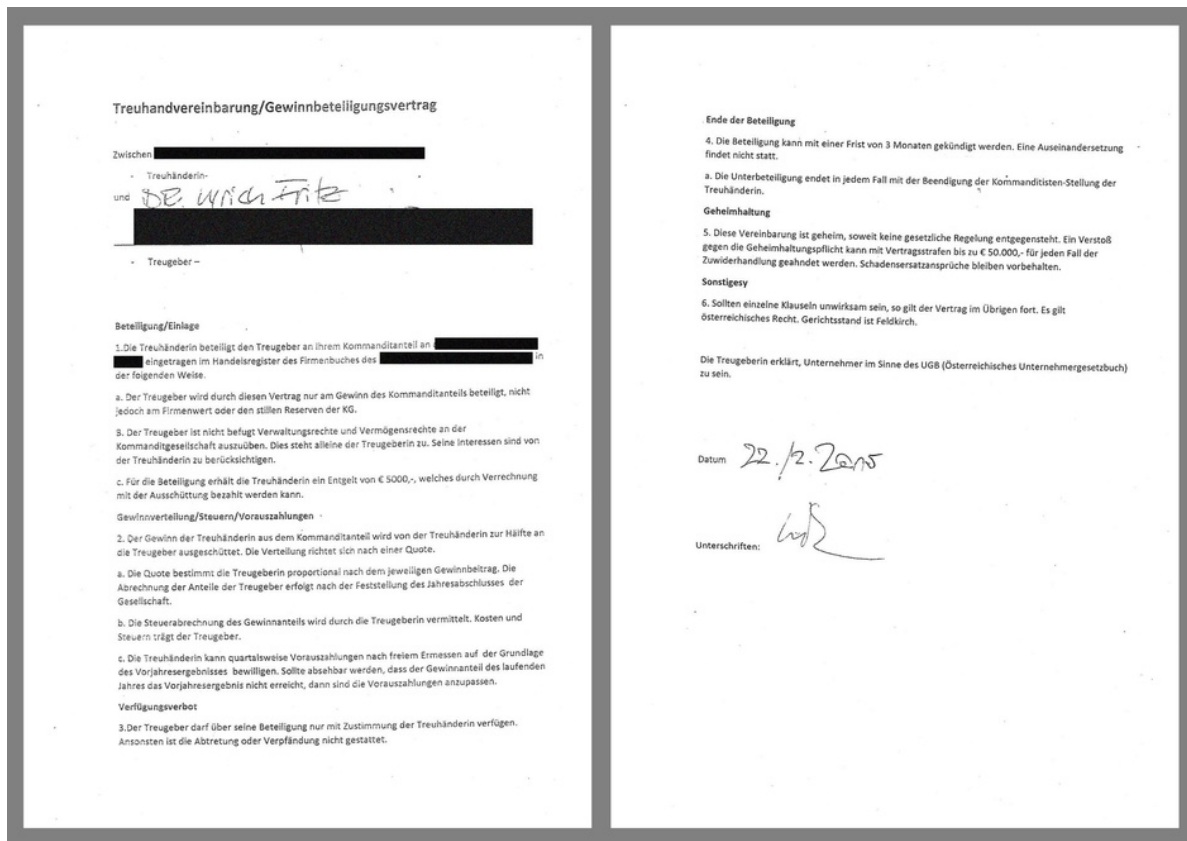 Treuhandvereinbarung/Gewinnbeteiligungsvertrag
Zwischen
- Treuhänderin-
und DR. Ulrich Fritz
- Treugeber –
Beteiligung/Einlage
1.Die Treuhänderin beteiligt den Treugeber an ihrem Kommanditanteil an
eingetragen im Handelsregister des Firmenbuches des in
der folgenden Weise.
a. Der Treugeber wird durch diesen Vertrag nur am Gewinn des Kommanditanteils beteiligt, nicht
jedoch am Firmenwert oder den stillen Reserven der KG.
B. Der Treugeber ist nicht befugt Verwaltungsrechte und Vermögensrechte an der
Kommanditgesellschaft auszuüben. Dies steht alleine der Treugeberin zu. Seine Interessen sind von
der Treuhänderin zu berücksichtigen.
c. Für die Beteiligung erhält die Treuhänderin ein Entgelt von € 5000,-, welches durch Verrechnung
mit der Ausschüttung bezahlt werden kann.
Gewinnverteilung/Steuern/Vorauszahlungen
2. Der Gewinn der Treuhänderin aus dem Kommanditanteil wird von der Treuhänderin zur Hälfte an
die Treugeber ausgeschüttet. Die Verteilung richtet sich nach einer Quote.
a. Die Quote bestimmt die Treugeberin proportional nach dem jeweiligen Gewinnbeitrag. Die
Abrechnung der Anteile der Treugeber erfolgt nach der Feststellung des Jahresabschlusses der
Gesellschaft.
b. Die Steuerabrechnung des Gewinnanteils wird durch die Treugeberin vermittelt. Kosten und
Steuern trägt der Treugeber.
c. Die Treuhänderin kann quartalsweise Vorauszahlungen nach freiem Ermessen auf der Grundlage
des Vorjahresergebnisses bewilligen. Sollte absehbar werden, dass der Gewinnanteil des laufenden
Jahres das Vorjahresergebnis nicht erreicht, dann sind die Vorauszahlungen anzupassen.
Verfügungsverbot
3.Der Treugeber darf über seine Beteiligung nur mit Zustimmung der Treuhänderin verfügen.
Ansonsten ist die Abtretung oder Verpfändung nicht gestattet.
Ende der Beteiligung
4. Die Beteiligung kann mit einer Frist von 3 Monaten gekündigt werden. Eine Auseinandersetzung
findet nicht statt.
a. Die Unterbeteiligung endet in jedem Fall mit der Beendigung der Kommanditisten-Stellung der
Treuhänderin.
Geheimhaltung
5. Diese Vereinbarung ist geheim, soweit keine gesetzliche Regelung entgegensteht. Ein Verstoß
gegen die Geheimhaltungspflicht kann mit Vertragsstrafen bis zu € 50.000,- für jeden Fall der
Zuwiderhandlung geahndet werden. Schadensersatzansprüche bleiben vorbehalten.
Sonstigesy
6. Sollten einzelne Klauseln unwirksam sein, so gilt der Vertrag im Übrigen fort. Es gilt
österreichisches Recht. Gerichtsstand ist Feldkirch.
Die Treugeberin erklärt, Unternehmer im Sinne des UGB (Österreichisches Unternehmergesetzbuch)
zu sein.
Datum 22./2.
Unterschriften: